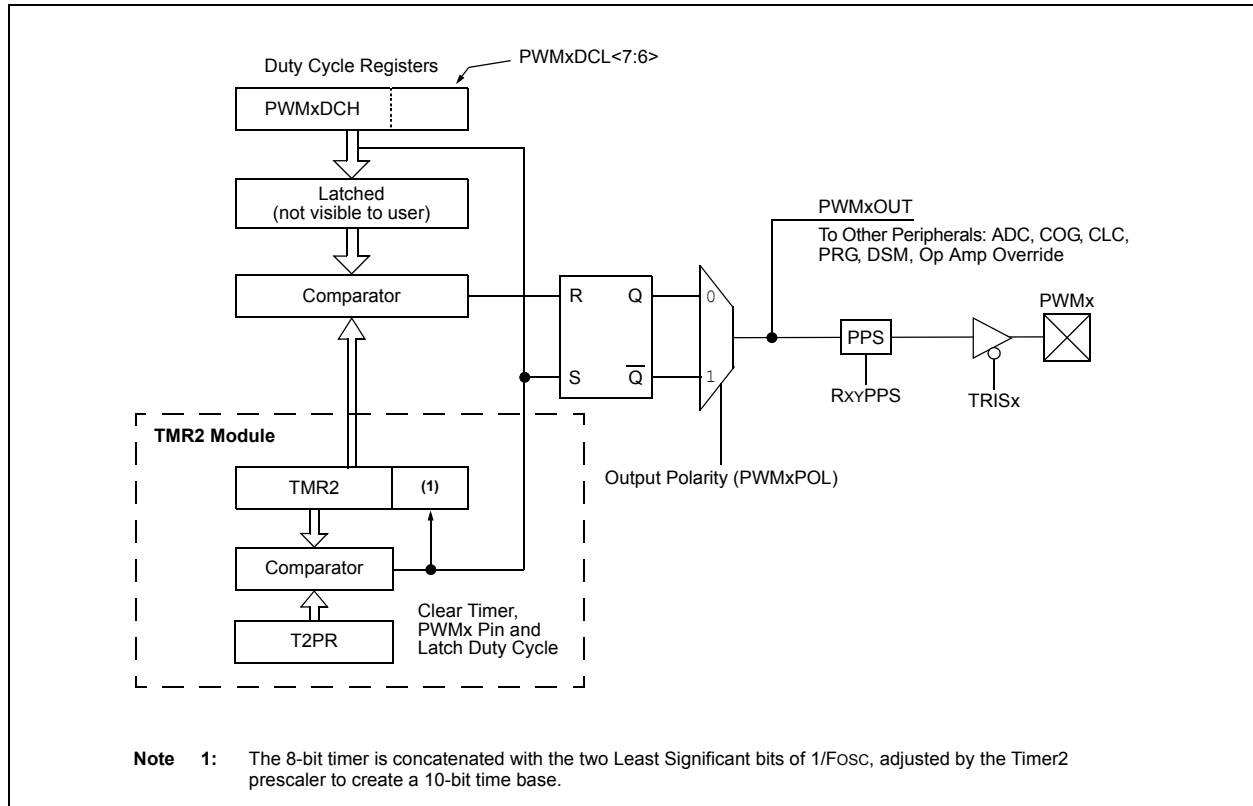 Duty Cycle Registers
PWMxDCL<7:6>
PWMxDCH
Latched
(not visible to user)
Comparator
R
Q
S
Q̅
0
1
PWMxOUT
To Other Peripherals: ADC, COG, CLC,
PRG, DSM, Op Amp Override
PWMx
PPS
RXYPPS
TRISx
Output Polarity (PWMxPOL)
TMR2 Module
TMR2
(1)
Comparator
T2PR
Clear Timer,
PWMx Pin and
Latch Duty Cycle
Note 1: The 8-bit timer is concatenated with the two Least Significant bits of 1/FOSC, adjusted by the Timer2
prescaler to create a 10-bit time base.